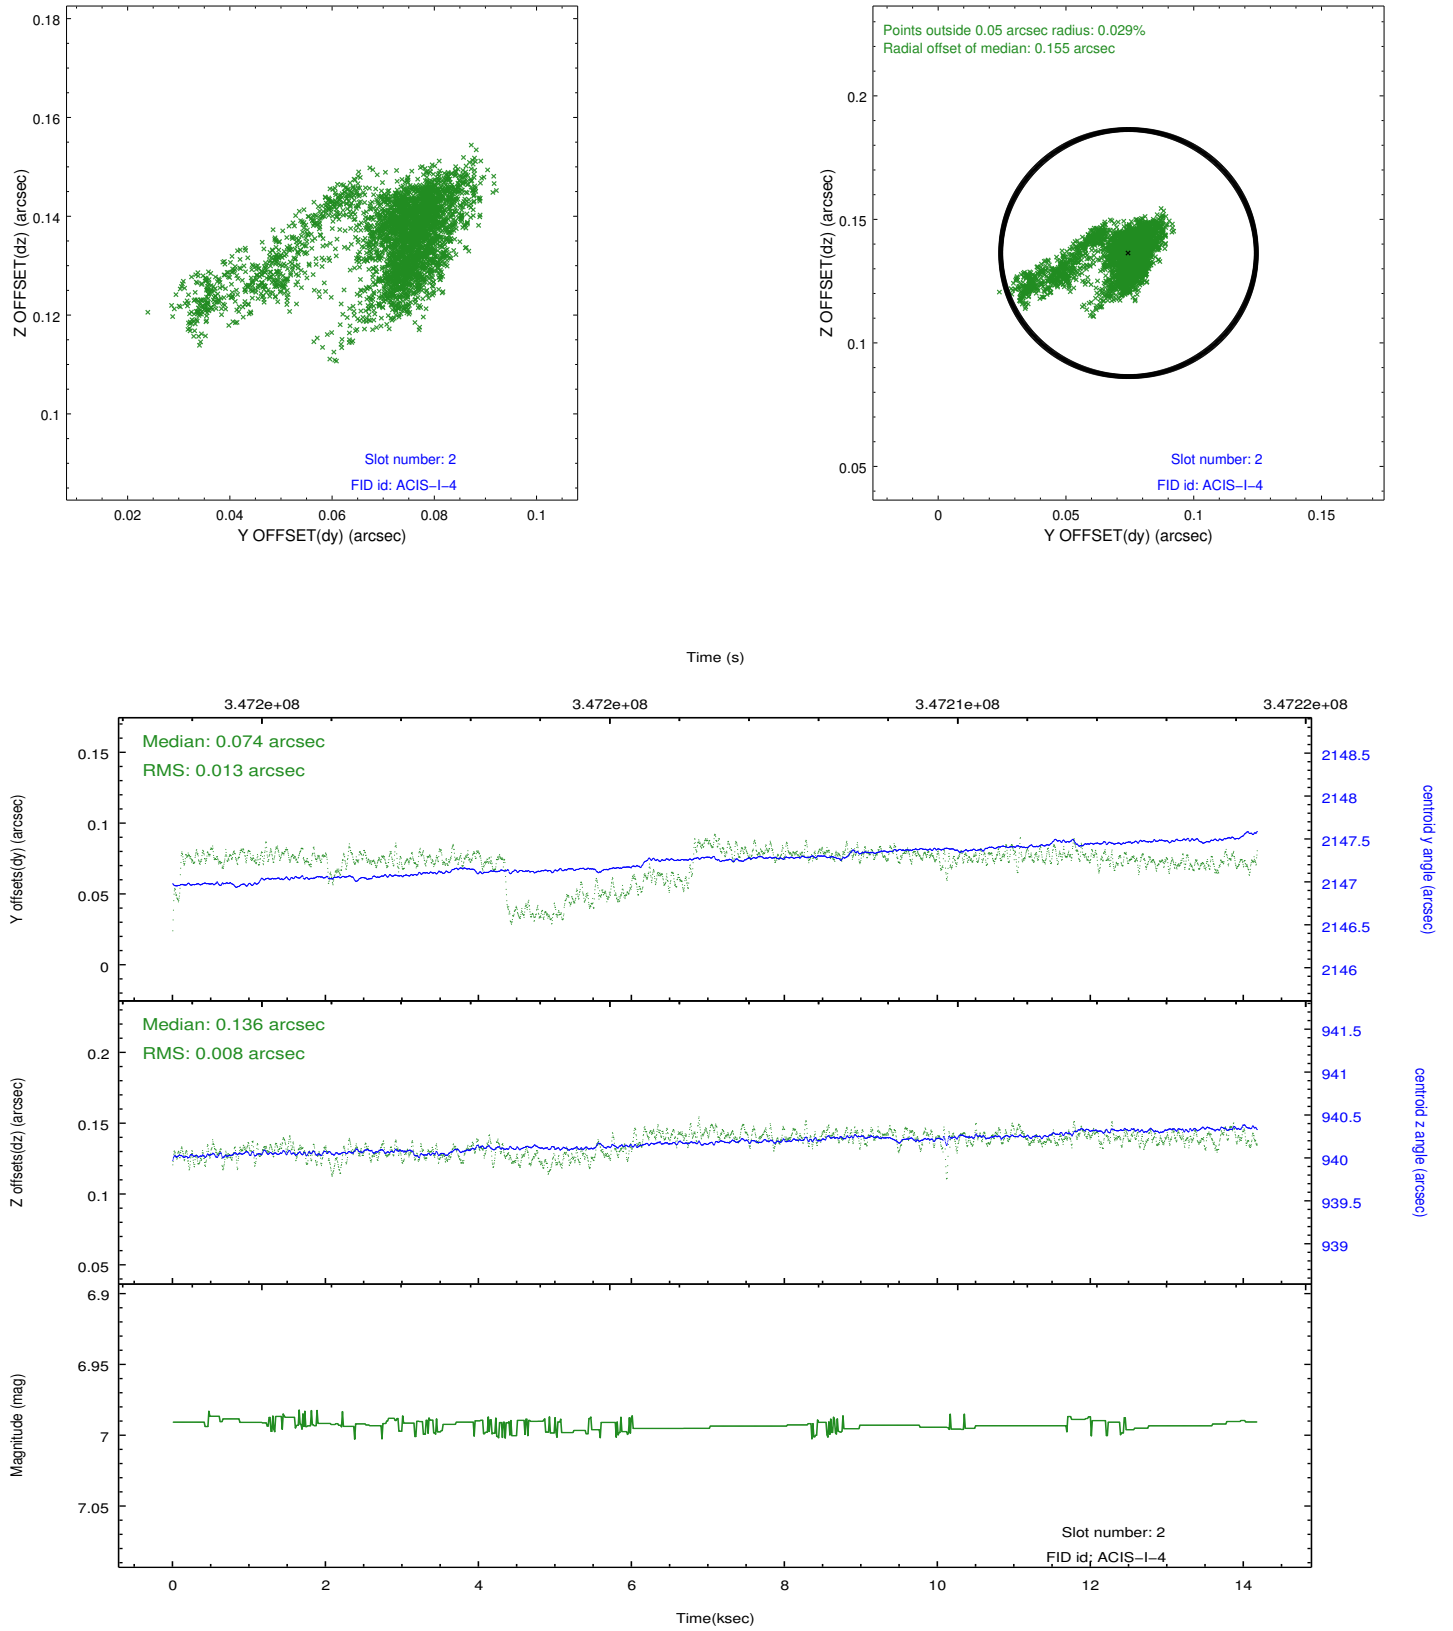 0.18
0.16
0.14
0.12
0.1
Z OFFSET(dz) (arcsec)
Slot number: 2
FID id: ACIS−I−4
0.02 0.04 0.06 0.08 0.1
Y OFFSET(dy) (arcsec)
Points outside 0.05 arcsec radius: 0.029%
Radial offset of median: 0.155 arcsec
0.2
0.15
0.1
0.05
Z OFFSET(dz) (arcsec)
Slot number: 2
FID id: ACIS−I−4
0 0.05 0.1 0.15
Y OFFSET(dy) (arcsec)
Time (s)
3.472e+08 3.472e+08 3.4721e+08 3.4722e+08
Median: 0.074 arcsec
RMS: 0.013 arcsec
0.15
0.1
0.05
0
Y offsets(dy) (arcsec)
2148.5
2148
2147.5
2147
2146.5
2146
centroid y angle (arcsec)
Median: 0.136 arcsec
RMS: 0.008 arcsec
0.2
0.15
0.1
0.05
Z offsets(dz) (arcsec)
941.5
941
940.5
940
939.5
939
centroid z angle (arcsec)
6.9
6.95
7
7.05
Magnitude (mag)
Slot number: 2
FID id: ACIS−I−4
0 2 4 6 8 10 12 14
Time(ksec)